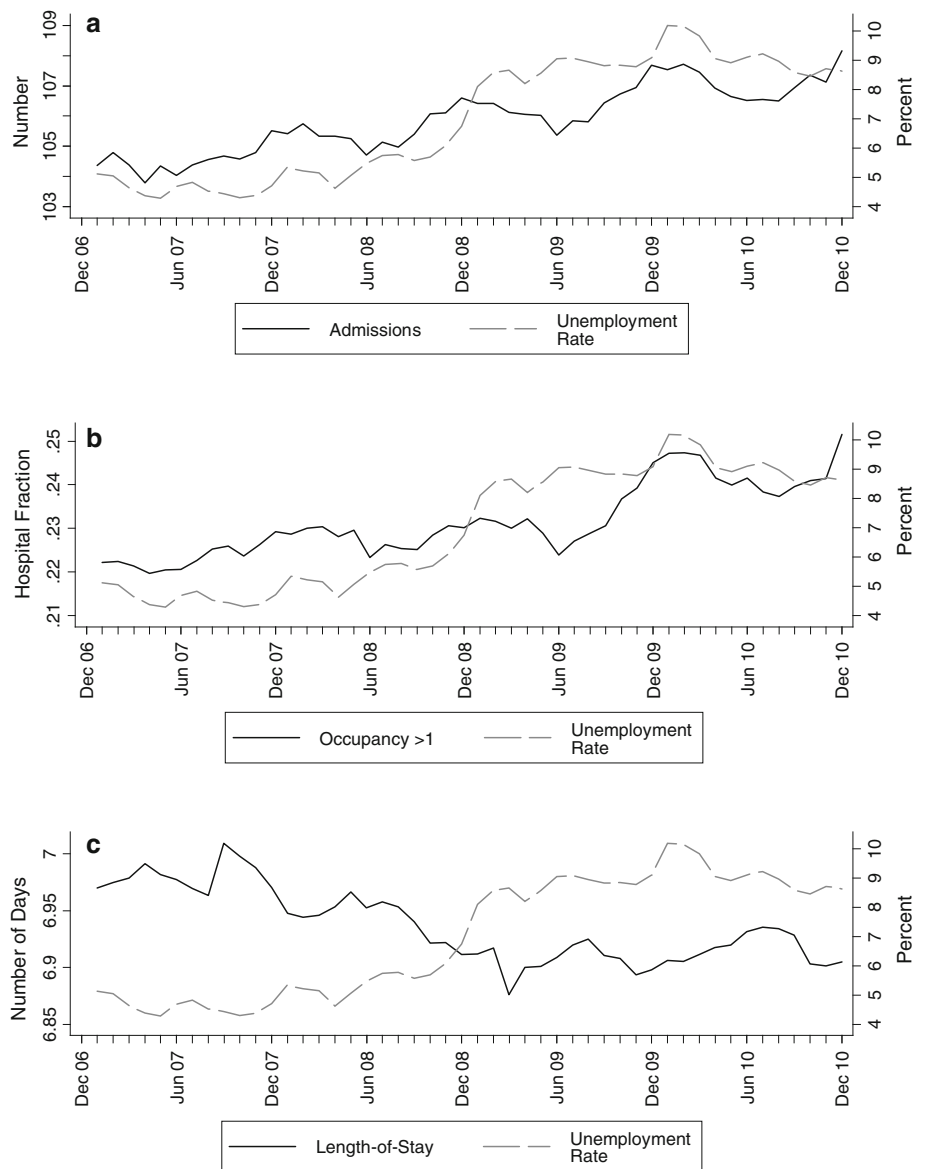 a
Number
103
105
107
109
Percent
4
5
6
7
8
9
10
Dec 06
Jun 07
Dec 07
Jun 08
Dec 08
Jun 09
Dec 09
Jun 10
Dec 10
Admissions
Unemployment
Rate
b
Hospital Fraction
.21
.22
.23
.24
.25
Percent
4
5
6
7
8
9
10
Dec 06
Jun 07
Dec 07
Jun 08
Dec 08
Jun 09
Dec 09
Jun 10
Dec 10
Occupancy >1
Unemployment
Rate
c
Number of Days
6.85
6.9
6.95
7
Percent
4
5
6
7
8
9
10
Dec 06
Jun 07
Dec 07
Jun 08
Dec 08
Jun 09
Dec 09
Jun 10
Dec 10
Length-of-Stay
Unemployment
Rate